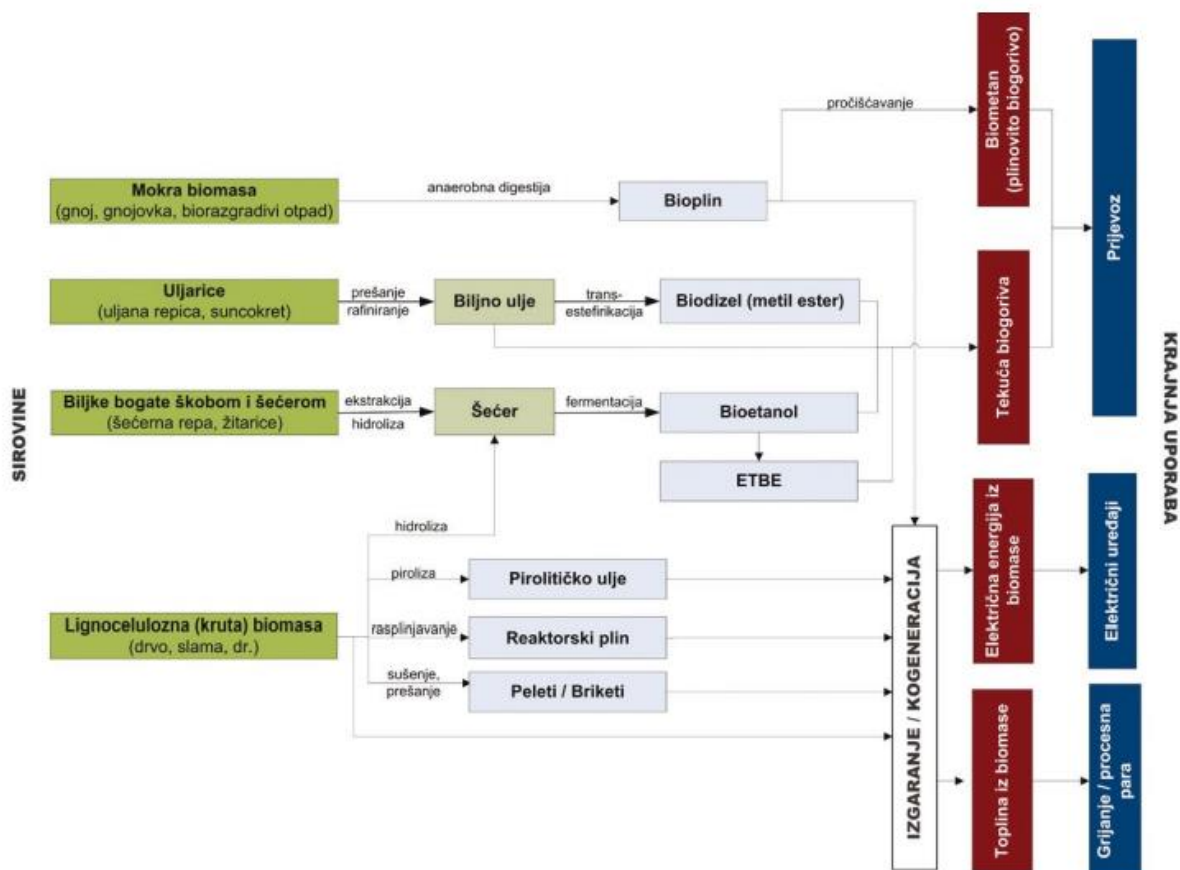 SIROVINE
Mokra biomasa
(gnoj, gnojovka, biorazgradivi otpad)
anaerobna digestija
Bioplin
pročišćavanje
Uljarice
(uljana repica, suncokret)
prešanje
rafiniranje
Biljno ulje
trans-
estefirikacija
Biodizel (metil ester)
Biljke bogate škobom i šećerom
(šećerna repa, žitarice)
ekstrakcija
hidroliza
Šećer
fermentacija
Bioetanol
ETBE
hidroliza
Lignocelulozna (kruta) biomasa
(drvo, slama, dr.)
piroliza
Pirolitičko ulje
rasplinjavanje
Reaktorski plin
sušenje,
prešanje
Peleti / Briketi
IZGARANJE / KOGENERACIJA
Biometan
(plinovito biogorivo)
Tekuća biogoriva
Električna energija iz
biomase
Toplina iz biomase
Prijevoz
Električni uređaji
Grijanje / procesna
para
KRAJNJA UPORABA